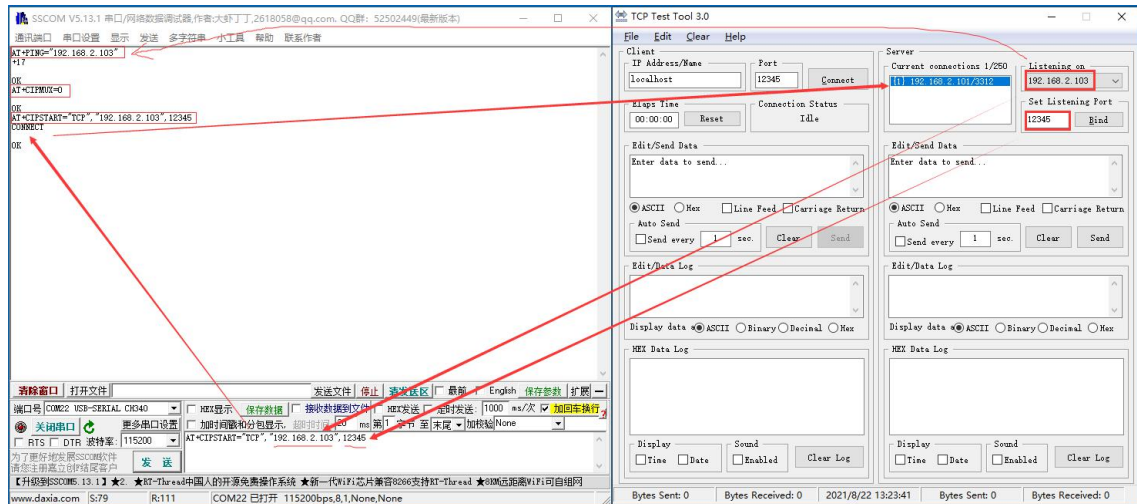 SSCOM V5.13.1 串口/网络数据调试器,作者:大虾丁丁,2618058@qq.com. QQ群: 52502449(最新版本)
通讯端口 串口设置 显示 发送 多字符串 小工具 帮助 联系作者
AT+PING="192.168.2.103"
+17
OK
AT+CIPMUX=0
OK
AT+CIPSTART="TCP","192.168.2.103",12345
CONNECT
OK
清除窗口 打开文件 发送文件 停止 清发送区 最前 English 保存参数 扩展 —
端口号 COM22 USB-SERIAL CH340 HEX显示 保存数据 接收数据到文件 HEX发送 定时发送: 1000 ms/次 加回车换行
关闭串口 更多串口设置 加时间戳和分包显示. 超时时间: 20 ms 第1 字节 至 末尾 加校验 None
RTS DTR 波特率: 115200
AT+CIPSTART="TCP","192.168.2.103",12345
为了更好地发展SSCOM软件
请您注册嘉立创F结尾客户
发 送
【升级到SSCOM5.13.1】★2. ★RT-Thread中国人的开源免费操作系统 ★新一代WiFi芯片兼容8266支持RT-Thread ★8KM远距离WiFi可自组网
www.daxia.com S:79 R:111 COM22 已打开 115200bps,8,1,None,None
TCP Test Tool 3.0
File Edit Clear Help
Client
IP Address/Name Port
localhost 12345 Connect
Elaps Time Connection Status
00:00:00 Reset Idle
Edit/Send Data
Enter data to send...
ASCII Hex Line Feed Carriage Return
Auto Send
Send every 1 sec. Clear Send
Edit/Data Log
Display data ASCII Binary Decimal Hex
HEX Data Log
Display Sound
Time Date Enabled Clear Log
Server
Current connections 1/250 Listening on
[1] 192.168.2.101/3312 192.168.2.103
Set Listening Port
12345 Bind
Edit/Send Data
Enter data to send...
ASCII Hex Line Feed Carriage Return
Auto Send
Send every 1 sec. Clear Send
Edit/Data Log
Display data ASCII Binary Decimal Hex
HEX Data Log
Display Sound
Time Date Enabled Clear Log
Bytes Sent: 0 Bytes Received: 0 2021/8/22 13:23:41 Bytes Sent: 0 Bytes Received: 0